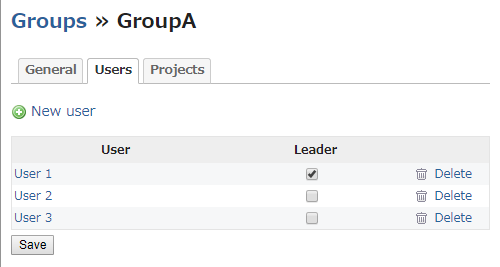 Groups » GroupA
General Users Projects
New user
User Leader
User 1 Delete
User 2 Delete
User 3 Delete
Save